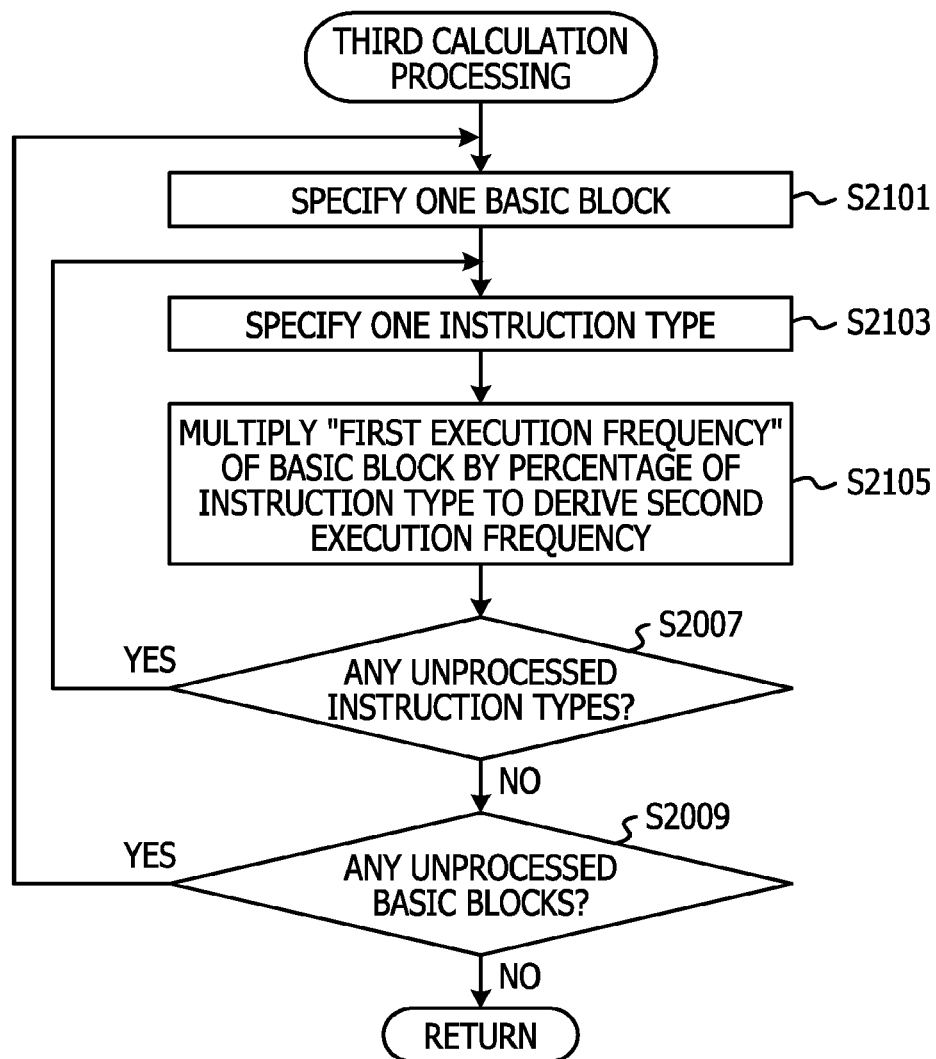 THIRD CALCULATION
PROCESSING
SPECIFY ONE BASIC BLOCK
S2101
SPECIFY ONE INSTRUCTION TYPE
S2103
MULTIPLY "FIRST EXECUTION FREQUENCY"
OF BASIC BLOCK BY PERCENTAGE OF
INSTRUCTION TYPE TO DERIVE SECOND
EXECUTION FREQUENCY
S2105
S2007
YES
ANY UNPROCESSED
INSTRUCTION TYPES?
NO
S2009
YES
ANY UNPROCESSED
BASIC BLOCKS?
NO
RETURN